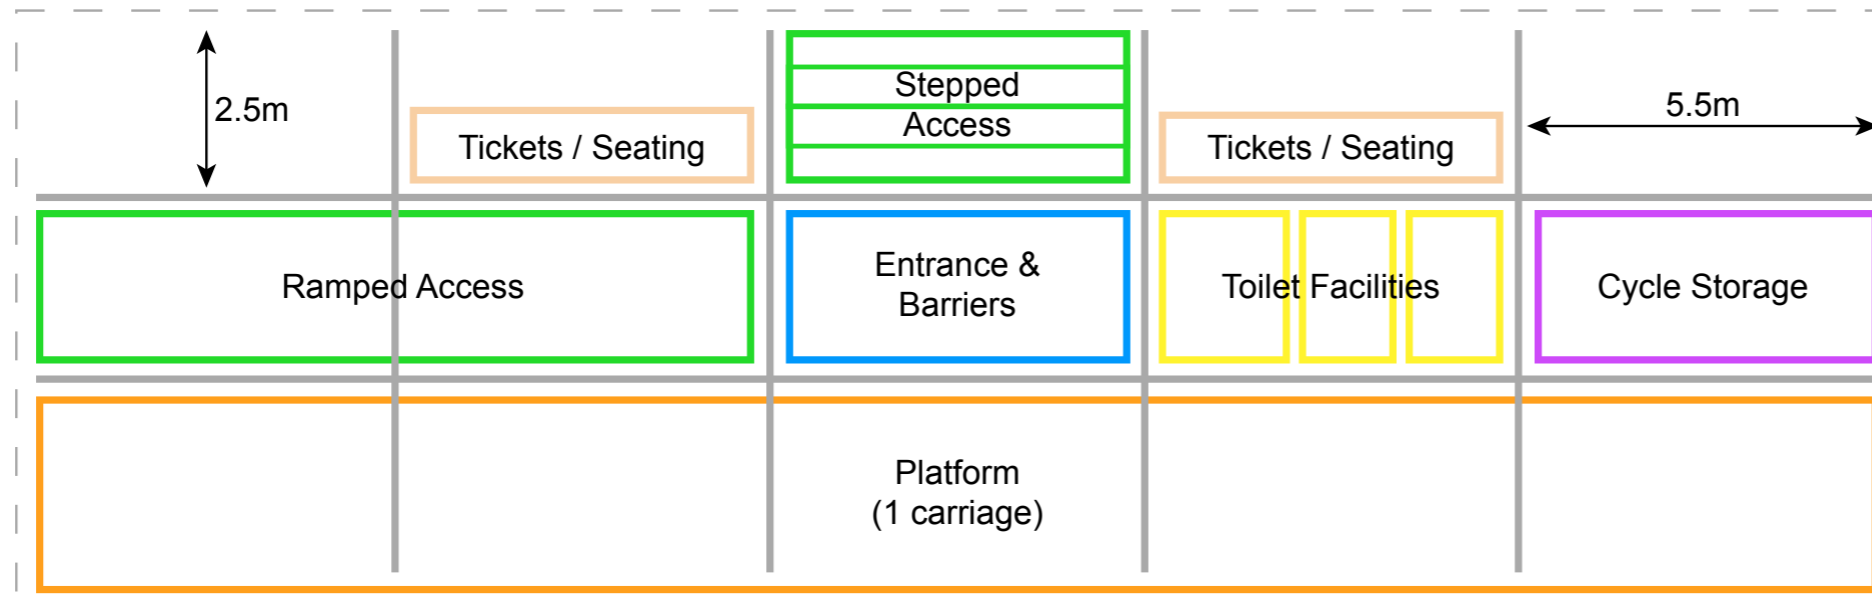 2.5m
Stepped
Access
5.5m
Tickets / Seating
Tickets / Seating
Ramped Access
Entrance &
Barriers
Toilet Facilities
Cycle Storage
Platform
(1 carriage)